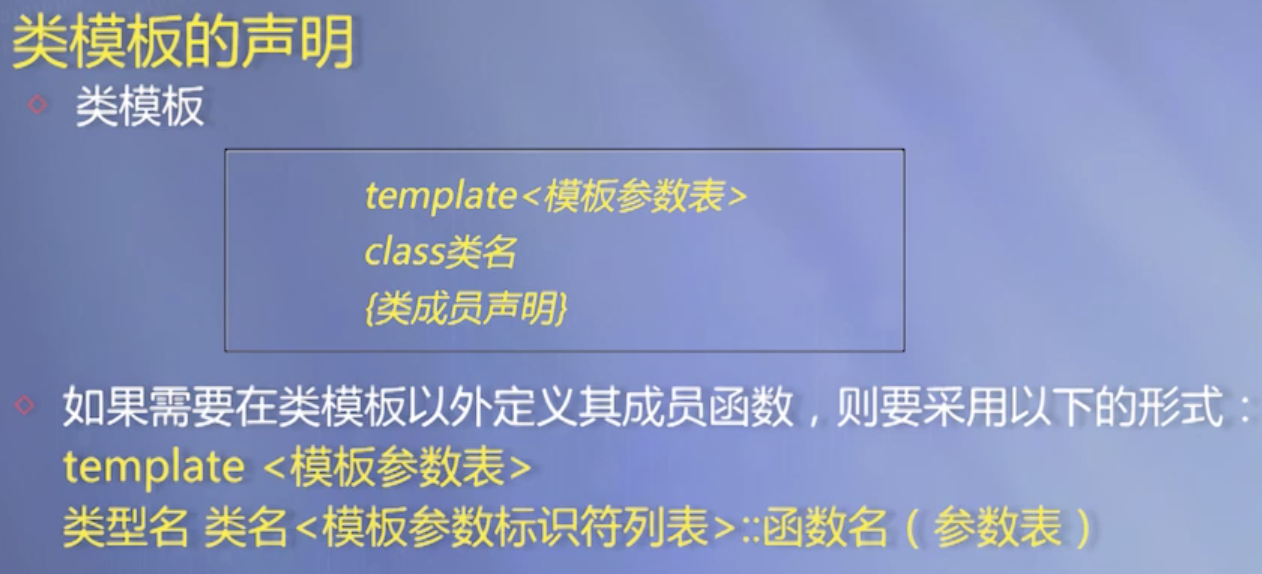 类模板的声明
类模板
template<模板参数表>
class类名
{类成员声明}
如果需要在类模板以外定义其成员函数，则要采用以下的形式：
template <模板参数表>
类型名 类名<模板参数标识符列表>::函数名（参数表）